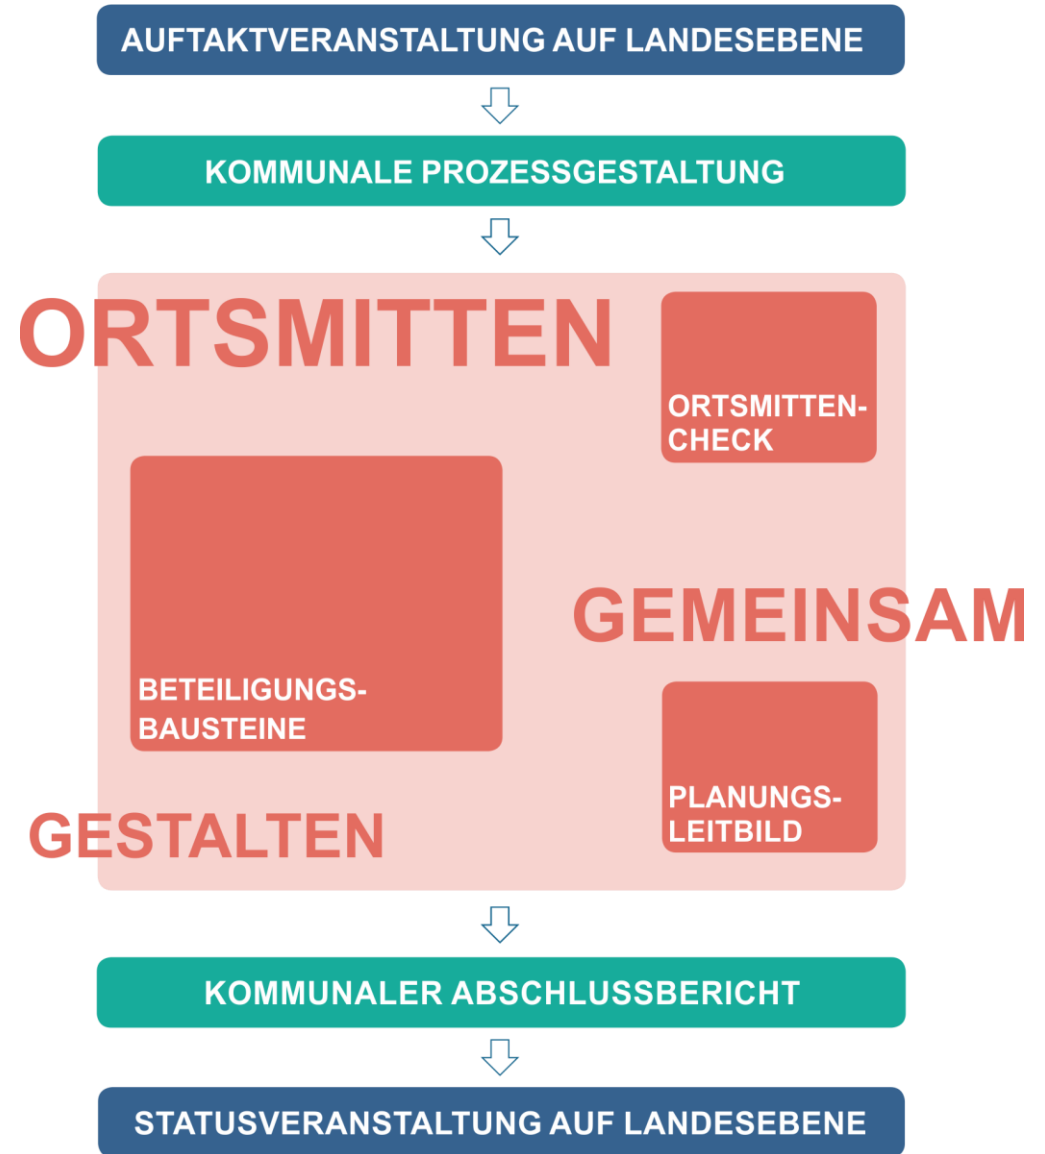 AUFTAKTVERANSTALTUNG AUF LANDESEBENE
KOMMUNALE PROZESSGESTALTUNG
ORTSMITTEN
ORTSMITTEN-
CHECK
GEMEINSAM
BETEILIGUNGS-
BAUSTEINE
PLANUNGS-
LEITBILD
GESTALTEN
KOMMUNALER ABSCHLUSSBERICHT
STATUSVERANSTALTUNG AUF LANDESEBENE